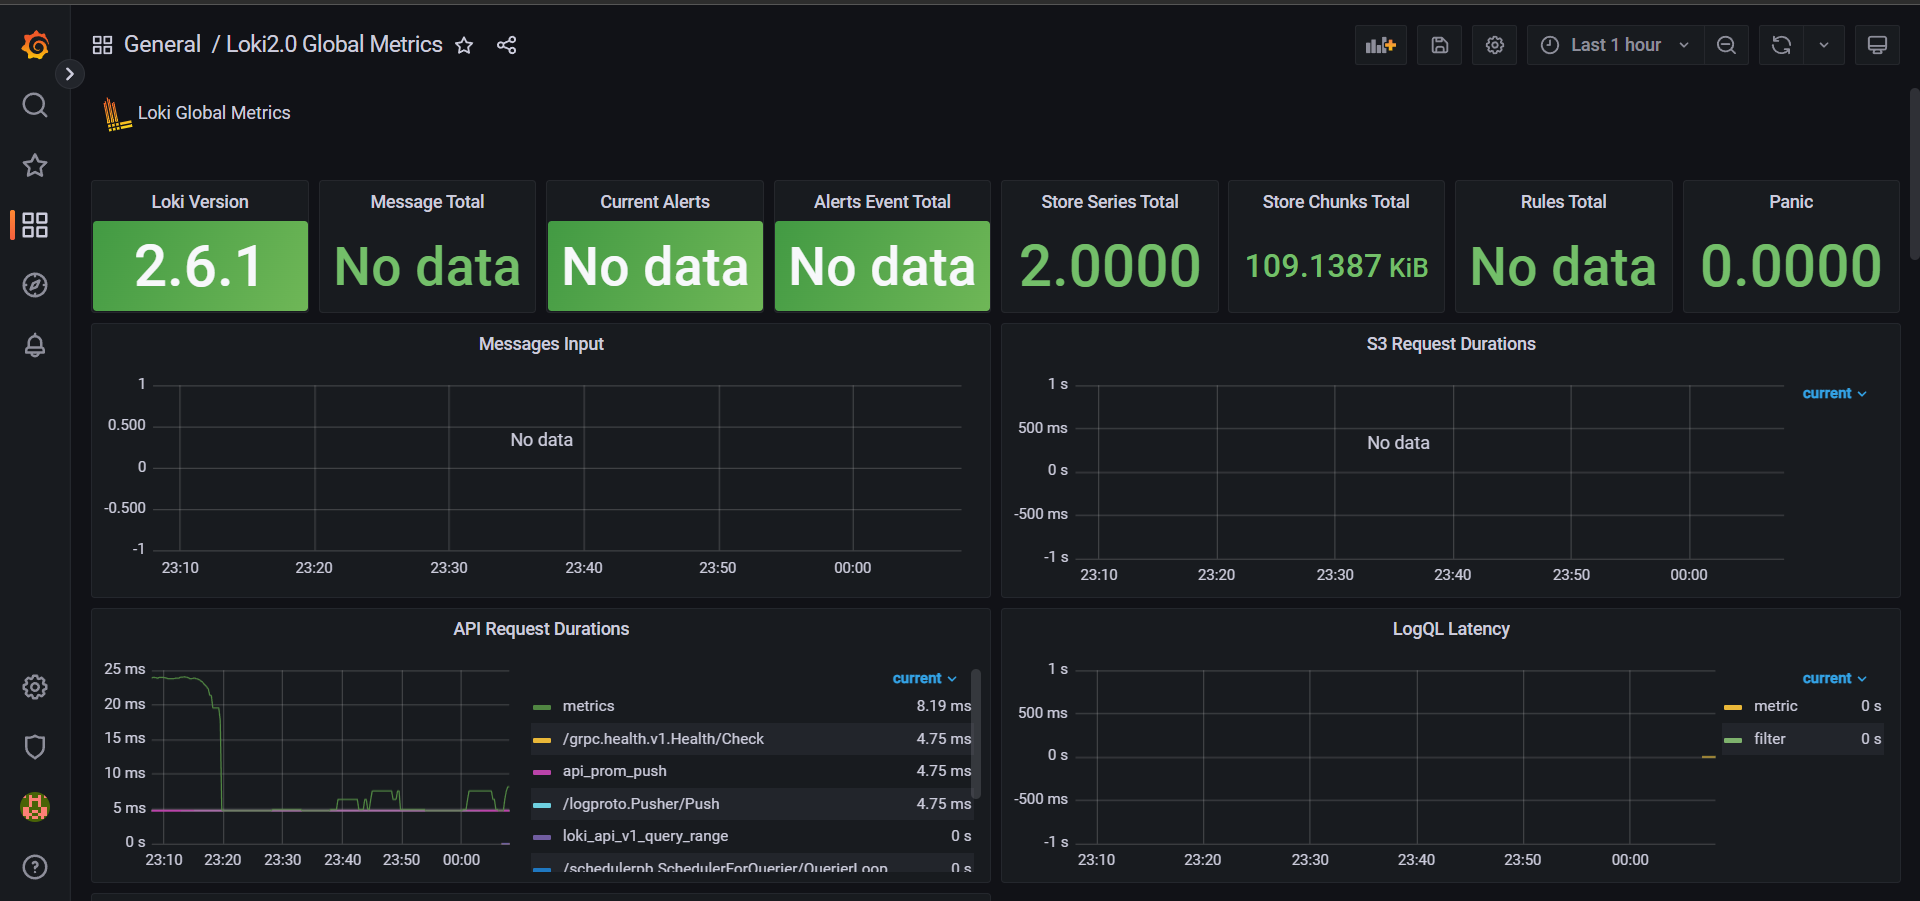 General / Loki2.0 Global Metrics
Last 1 hour
Loki Global Metrics
Loki Version
2.6.1
Message Total
No data
Current Alerts
No data
Alerts Event Total
No data
Store Series Total
2.0000
Store Chunks Total
109.1387 KiB
Rules Total
No data
Panic
0.0000
Messages Input
1
0.500
0
-0.500
-1
No data
23:10 23:20 23:30 23:40 23:50 00:00
S3 Request Durations
1 s
500 ms
0 s
-500 ms
-1 s
No data
23:10 23:20 23:30 23:40 23:50 00:00
current
API Request Durations
25 ms
20 ms
15 ms
10 ms
5 ms
0 s
23:10 23:20 23:30 23:40 23:50 00:00
current
metrics 8.19 ms
/grpc.health.v1.Health/Check 4.75 ms
api_prom_push 4.75 ms
/logproto.Pusher/Push 4.75 ms
loki_api_v1_query_range 0 s
/schedulerpb.SchedulerForQuerier/QuerierLoop 0 s
LogQL Latency
1 s
500 ms
0 s
-500 ms
-1 s
23:10 23:20 23:30 23:40 23:50 00:00
current
metric 0 s
filter 0 s